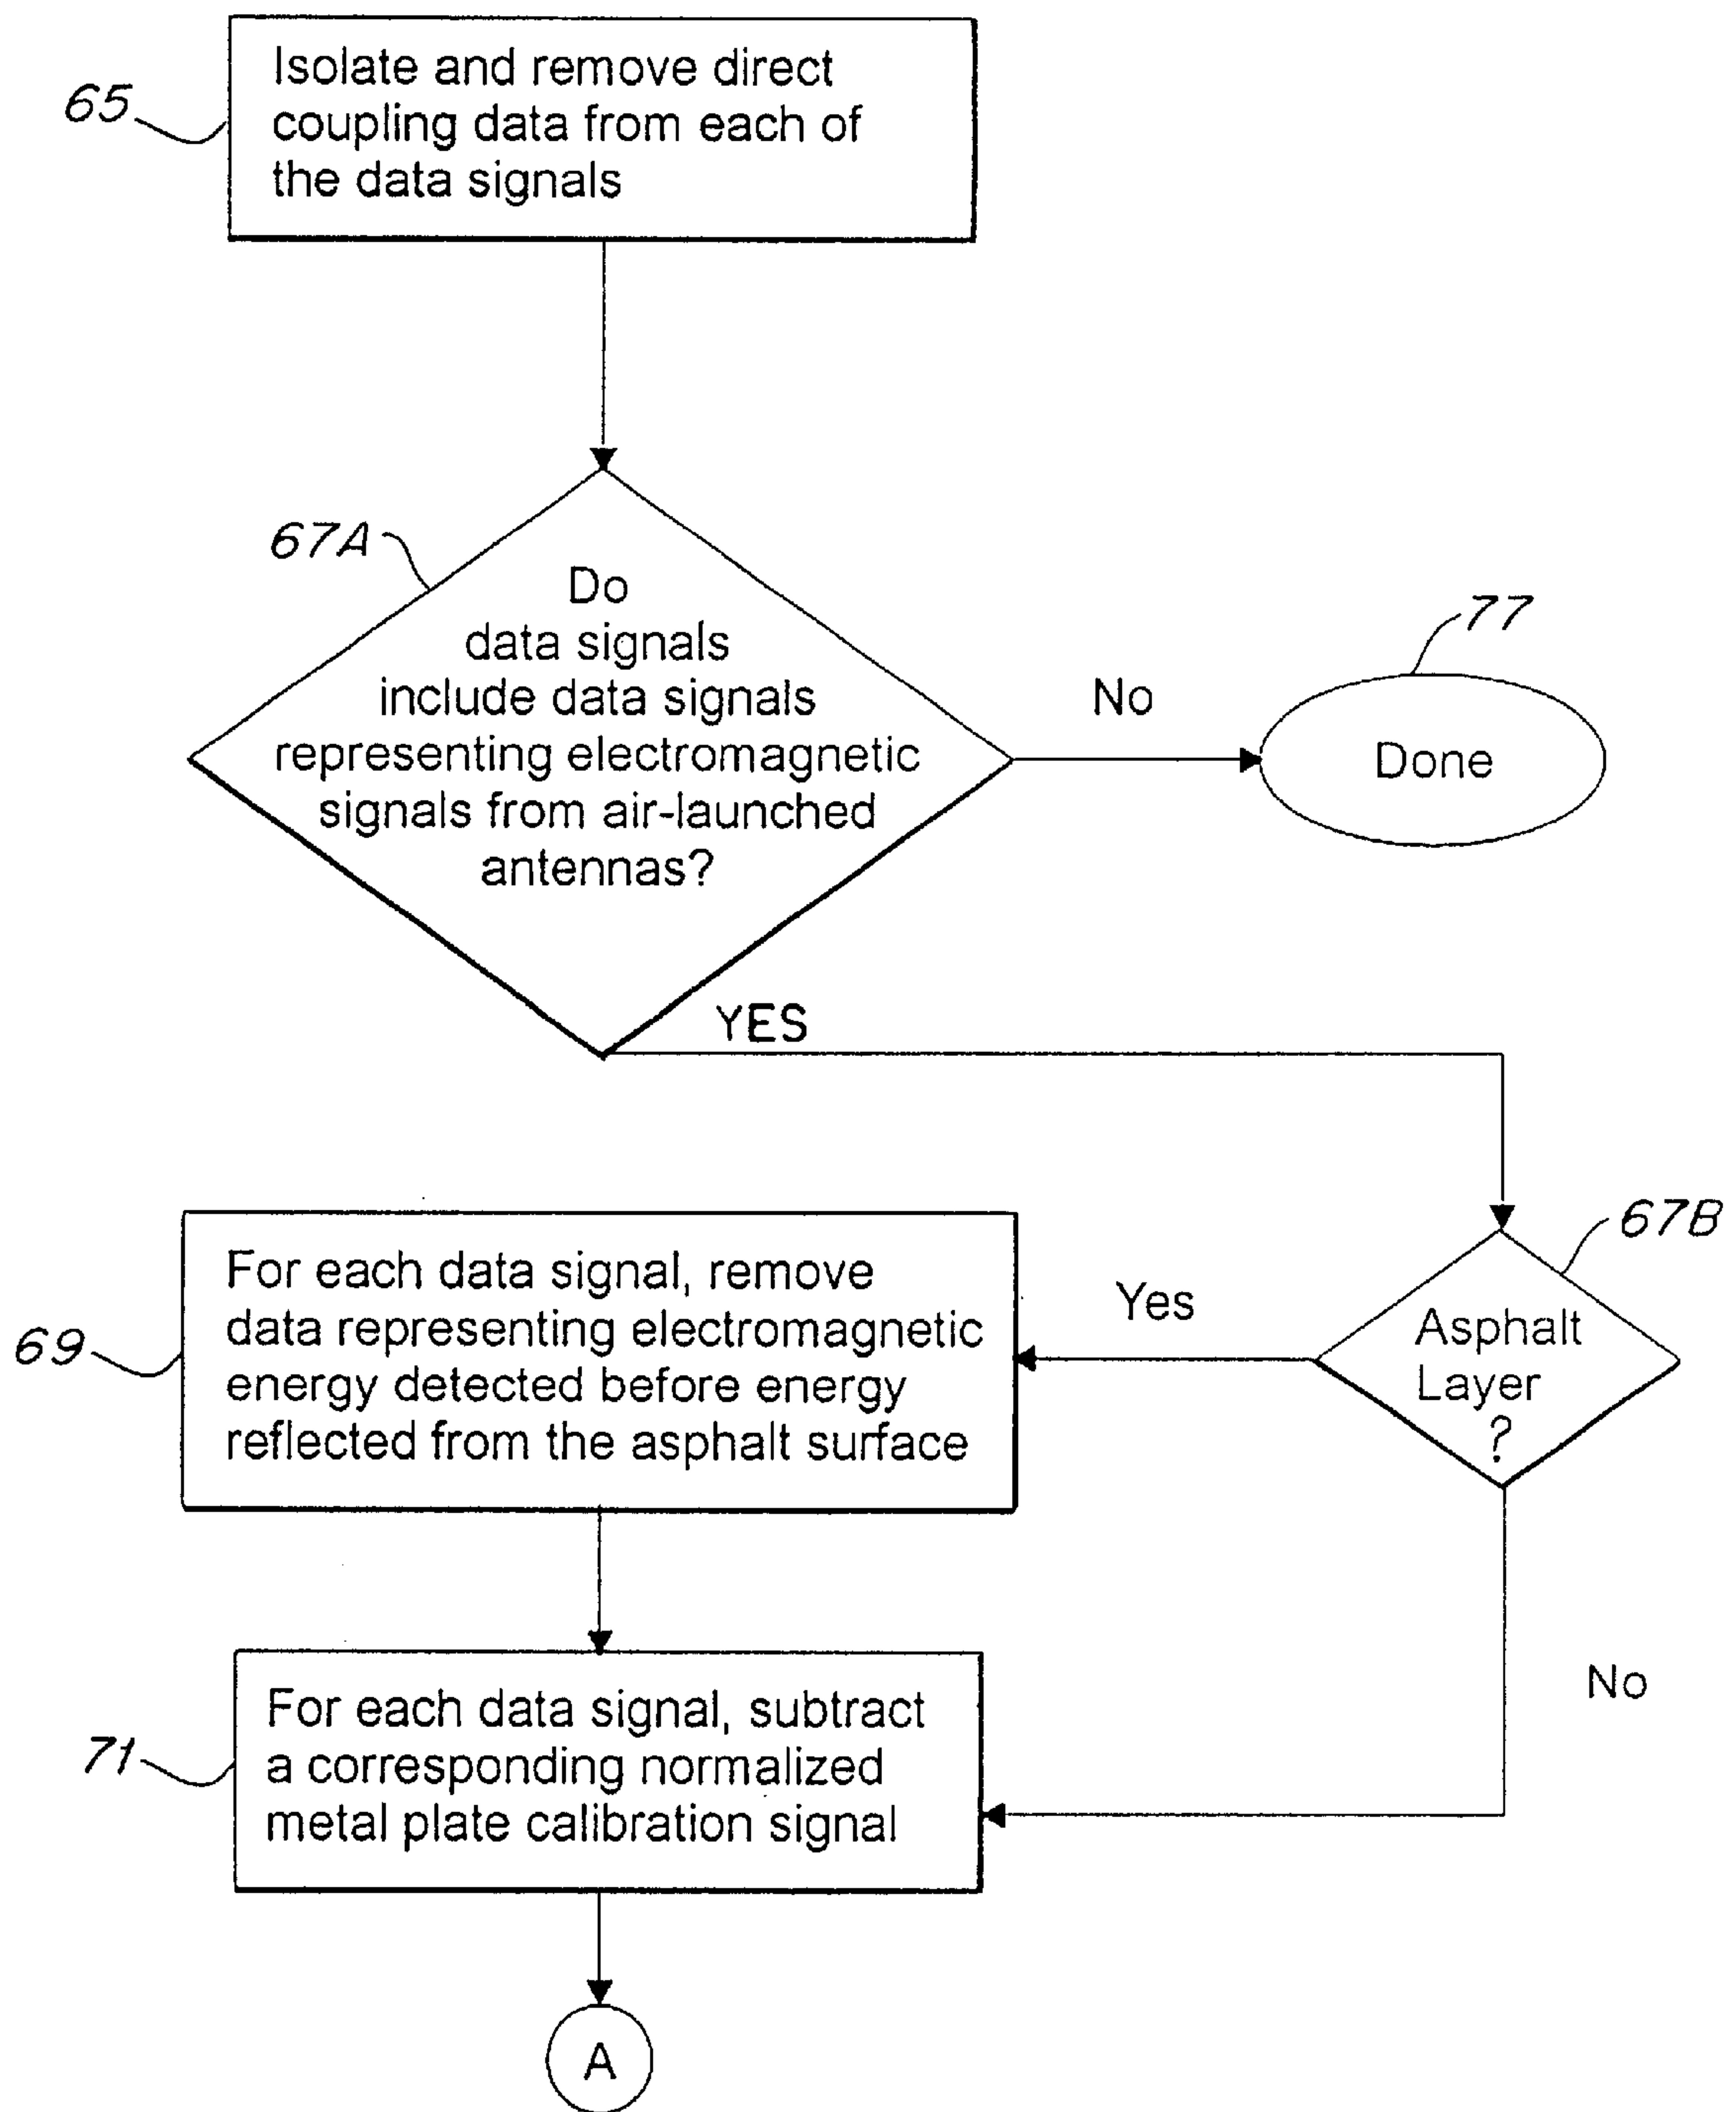 65
Isolate and remove direct
coupling data from each of
the data signals
67A
Do
data signals
include data signals
representing electromagnetic
signals from air-launched
antennas?
No
77
Done
YES
67B
Asphalt
Layer
?
Yes
69
For each data signal, remove
data representing electromagnetic
energy detected before energy
reflected from the asphalt surface
No
71
For each data signal, subtract
a corresponding normalized
metal plate calibration signal
A